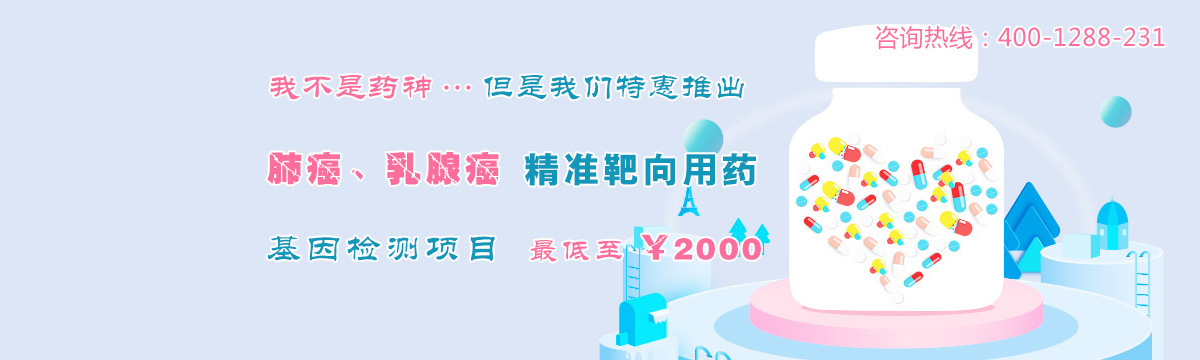 咨询热线：400-1288-231
我不是药神…但是我们特惠推出
肺癌、乳腺癌 精准靶向用药
基因检测项目 最低至 ￥2000